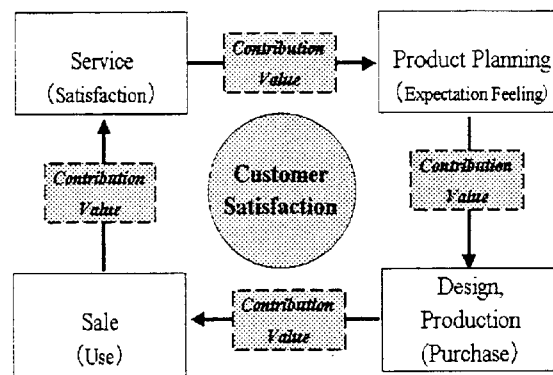 Service
(Satisfaction)
Contribution
Value
Product Planning
(Expectation Feeling)
Contribution
Value
Customer
Satisfaction
Contribution
Value
Sale
(Use)
Contribution
Value
Design,
Production
(Purchase)